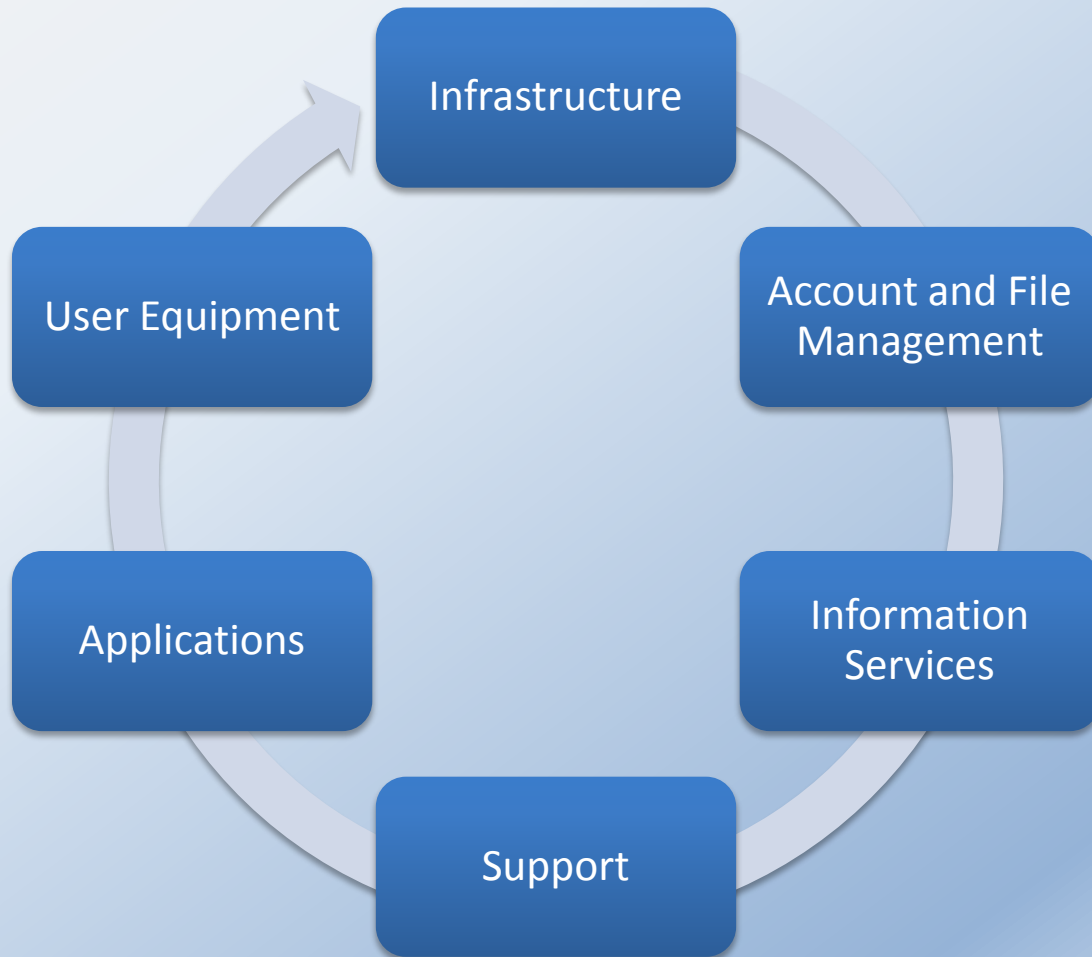 Infrastructure
Account and File
Management
Information
Services
Support
Applications
User Equipment